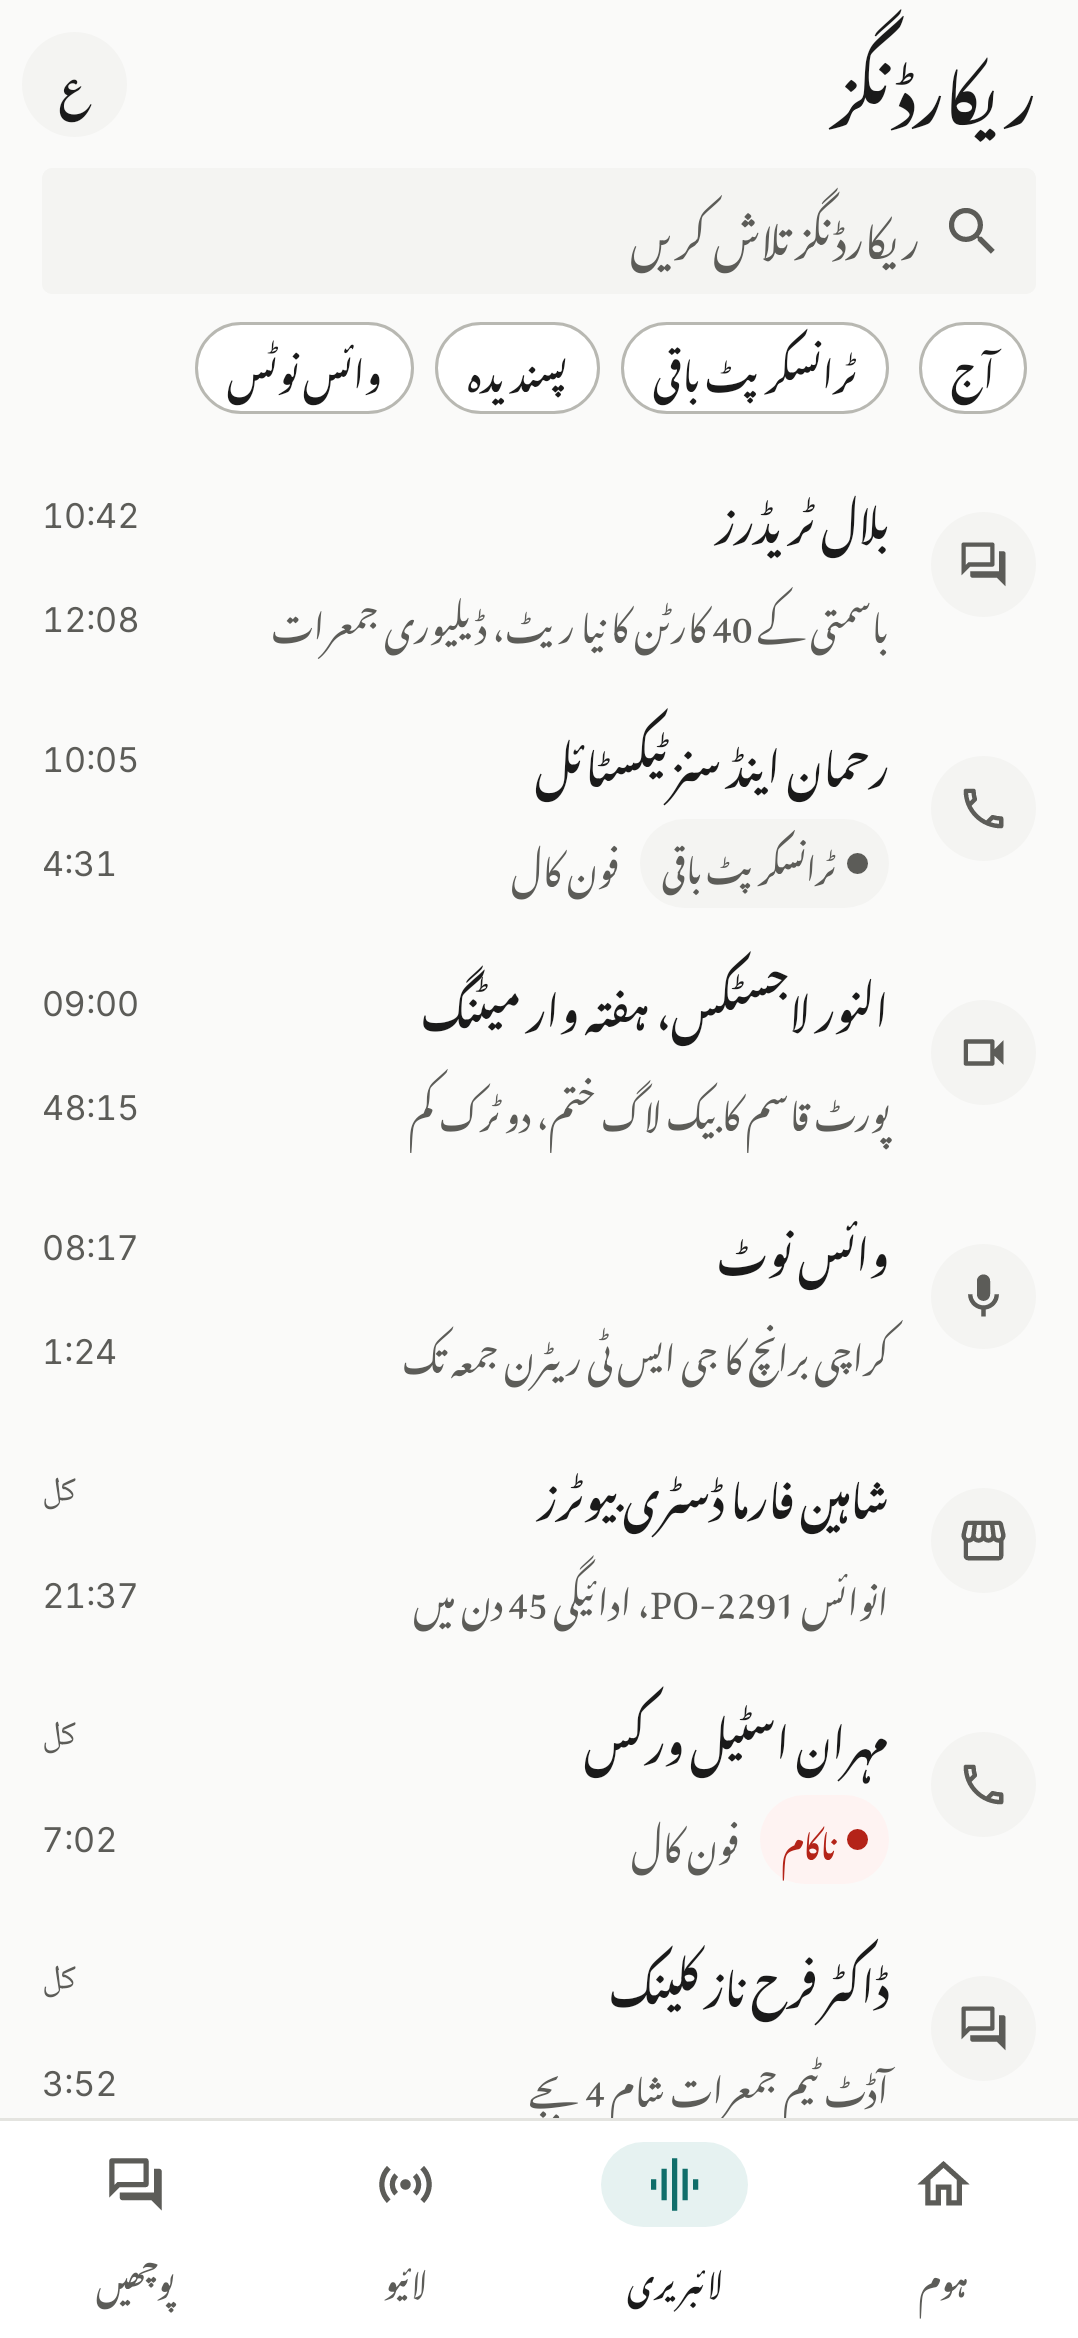 ریکارڈنگز
ع
ریکارڈنگز تلاش کریں
آج
ٹرانسکرپٹ باقی
پسندیدہ
وائس نوٹس
بلال ٹریڈرز
10:42
باسمتی کے 40 کارٹن کا نیا ریٹ، ڈیلیوری جمعرات
12:08
رحمان اینڈ سنز ٹیکسٹائل
10:05
ٹرانسکرپٹ باقی
فون کال
4:31
النور لاجسٹکس، ہفتہ وار میٹنگ
09:00
پورٹ قاسم کا بیک لاگ ختم، دو ٹرک کم
48:15
وائس نوٹ
08:17
کراچی برانچ کا جی ایس ٹی ریٹرن جمعہ تک
1:24
شاہین فارما ڈسٹری بیوٹرز
کل
انوائس PO-2291، ادائیگی 45 دن میں
21:37
مہران اسٹیل ورکس
کل
ناکام
فون کال
7:02
ڈاکٹر فرح ناز کلینک
کل
آڈٹ ٹیم جمعرات شام 4 بجے
3:52
ہوم
لائبریری
لائیو
پوچھیں